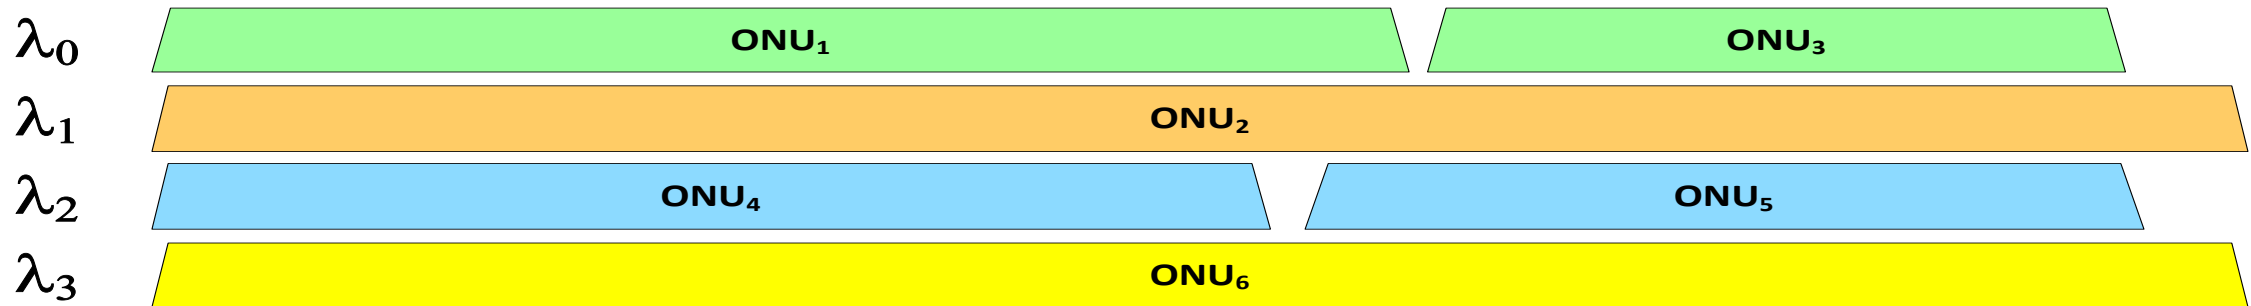 λ₀ ONU₁ ONU₃
λ₁ ONU₂
λ₂ ONU₄ ONU₅
λ₃ ONU₆